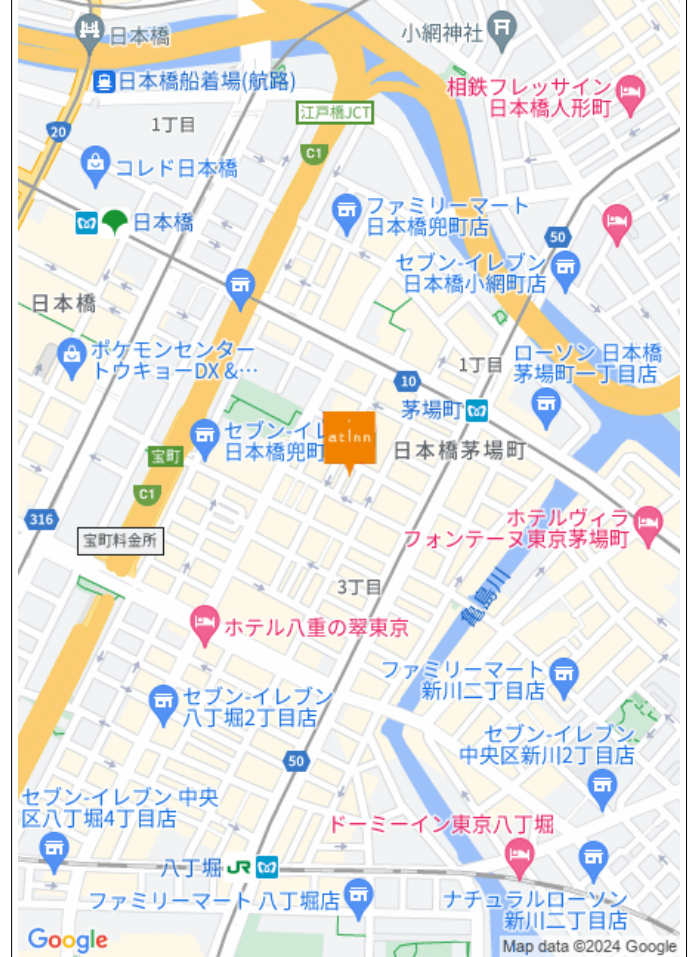 日本橋
小網神社
日本橋船着場(航路)
相鉄フレッサイン
日本橋人形町
江戸橋JCT
1丁目
20
C1
コレド日本橋
ファミリーマート
日本橋兜町店
日本橋
50
セブン-イレブン
日本橋小網町店
日本橋
ポケモンセンター
トウキョーDX &…
1丁目
ローソン 日本橋
茅場町一丁目店
10
茅場町
セブン-イレ
日本橋兜町
atInn
日本橋茅場町
宝町
C1
316
宝町料金所
ホテルヴィラ
フォンテーヌ東京茅場町
3丁目
亀島川
ホテル八重の翠東京
ファミリーマート
新川二丁目店
セブン-イレブン
八丁堀2丁目店
セブン-イレブン
中央区新川2丁目店
50
セブン-イレブン 中央
区八丁堀4丁目店
ドーミーイン東京八丁堀
八丁堀 JR
ファミリーマート 八丁堀店
ナチュラルローソン
新川二丁目店
Google
Map data ©2024 Google